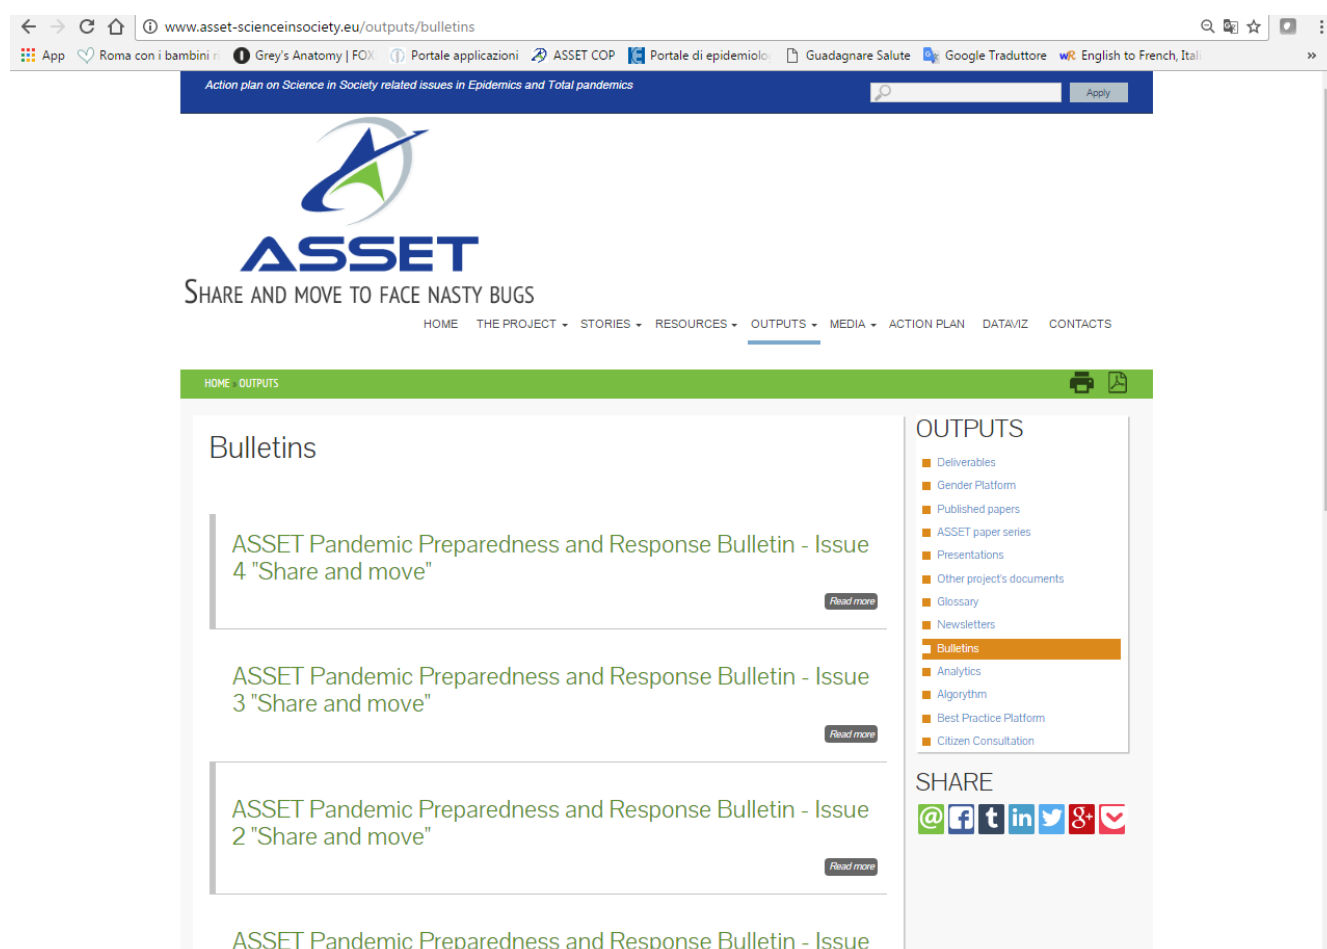 www.asset-scienceinsociety.eu/outputs/bulletins
App Roma con i bambini ri Grey's Anatomy | FOX Portale applicazioni ASSET COP Portale di epidemiolo Guadagnare Salute Google Traduttore WR English to French, Itali »
Action plan on Science in Society related issues in Epidemics and Total pandemics
Apply
ASSET
SHARE AND MOVE TO FACE NASTY BUGS
HOME THE PROJECT STORIES RESOURCES OUTPUTS MEDIA ACTION PLAN DATAVIZ CONTACTS
HOME » OUTPUTS
Bulletins
ASSET Pandemic Preparedness and Response Bulletin - Issue
4 "Share and move"
Read more
ASSET Pandemic Preparedness and Response Bulletin - Issue
3 "Share and move"
Read more
ASSET Pandemic Preparedness and Response Bulletin - Issue
2 "Share and move"
Read more
ASSET Pandemic Preparedness and Response Bulletin - Issue
OUTPUTS
Deliverables
Gender Platform
Published papers
ASSET paper series
Presentations
Other project's documents
Glossary
Newsletters
Bulletins
Analytics
Algorythm
Best Practice Platform
Citizen Consultation
SHARE
@ f t in g+